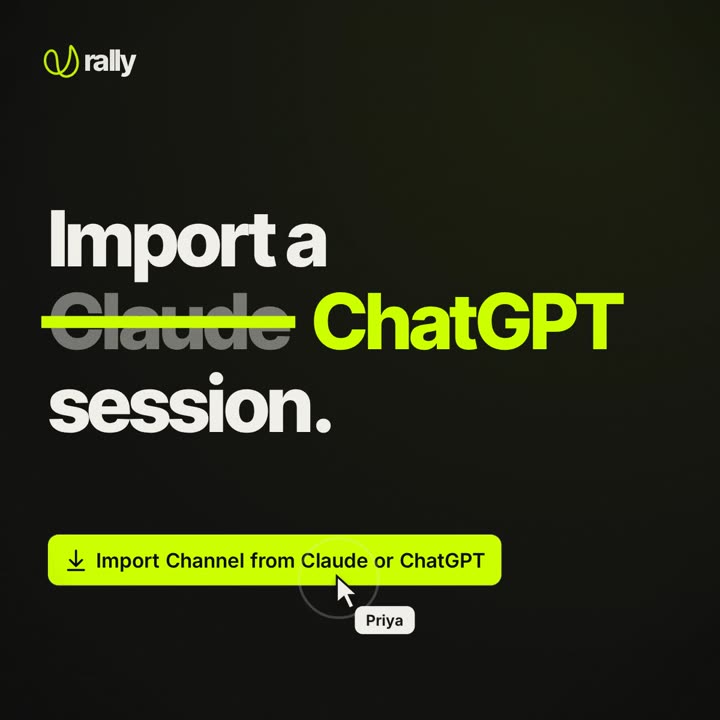 rally
Import a
Claude ChatGPT
session.
Import Channel from Claude or ChatGPT
Priya